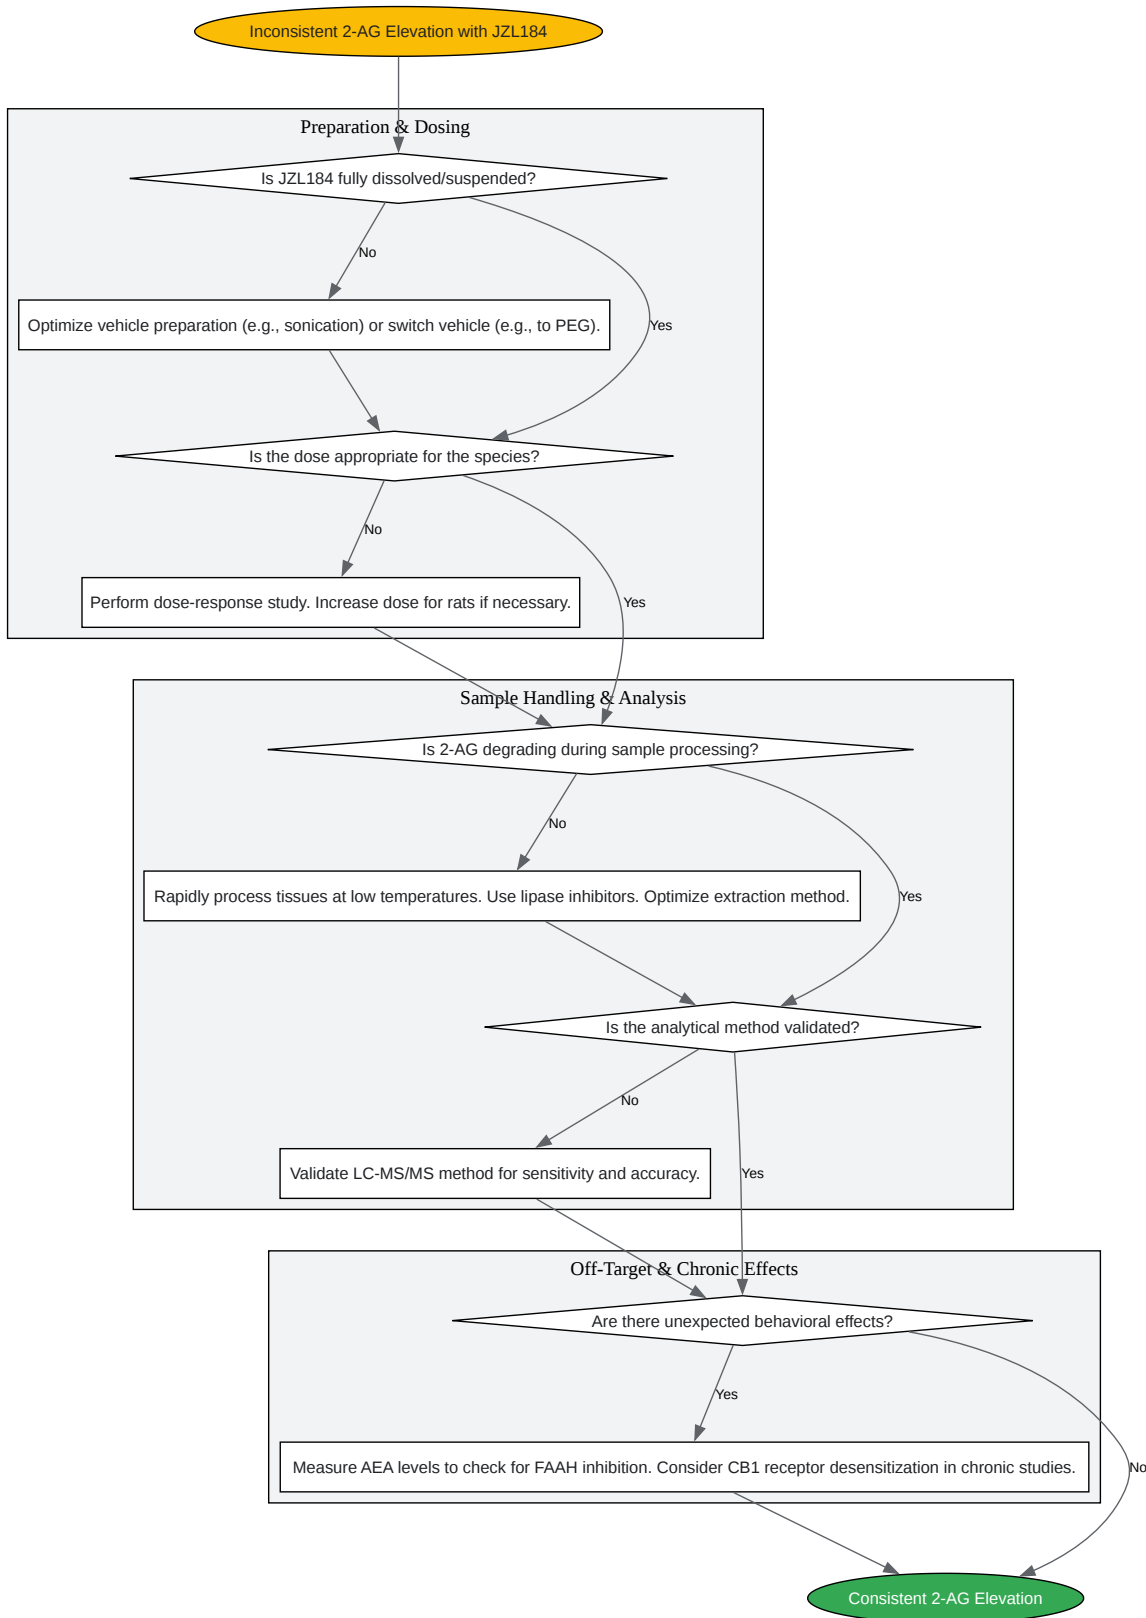 Inconsistent 2-AG Elevation with JZL184
Preparation & Dosing
Is JZL184 fully dissolved/suspended?
No
Optimize vehicle preparation (e.g., sonication) or switch vehicle (e.g., to PEG).
Yes
Is the dose appropriate for the species?
No
Perform dose-response study. Increase dose for rats if necessary.
Yes
Sample Handling & Analysis
Is 2-AG degrading during sample processing?
No
Rapidly process tissues at low temperatures. Use lipase inhibitors. Optimize extraction method.
Yes
Is the analytical method validated?
No
Validate LC-MS/MS method for sensitivity and accuracy.
Yes
Off-Target & Chronic Effects
Are there unexpected behavioral effects?
Yes
Measure AEA levels to check for FAAH inhibition. Consider CB1 receptor desensitization in chronic studies.
No
Consistent 2-AG Elevation